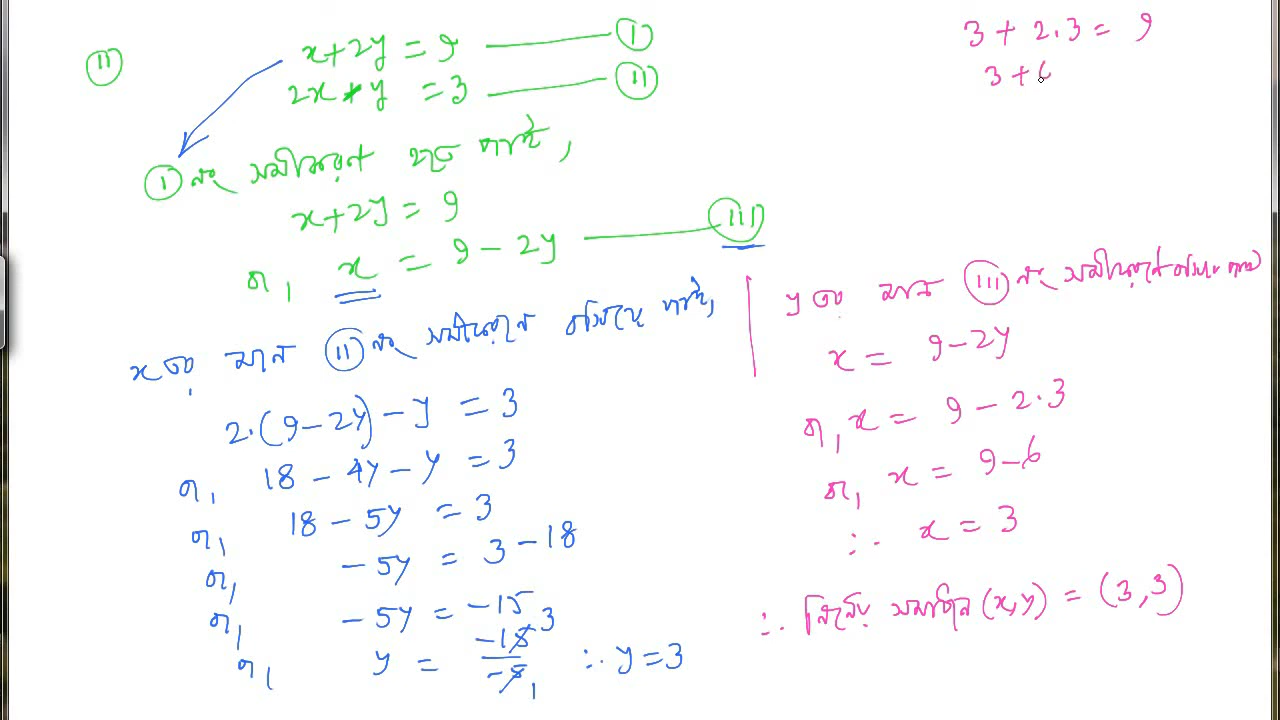 (ii) x+2y = 9 —— (i)
2x-y = 3 —— (ii)
(i) নং সমীকরণ হতে পাই,
x+2y = 9
বা, x = 9-2y —— (iii)
x এর মান (ii) নং সমীকরণে বসিয়ে পাই,
2.(9-2y)-y = 3
বা, 18-4y-y = 3
বা, 18-5y = 3
বা, -5y = 3-18
বা, -5y = -15
বা, y = -15/-5 3 1 ∴ y=3
y এর মান (iii) নং সমীকরণে বসিয়ে পাই
x = 9-2y
বা, x = 9-2.3
বা, x = 9-6
∴ x = 3
∴ নির্ণেয় সমাধান (x,y) = (3,3)
3+2.3 = 9
3+6